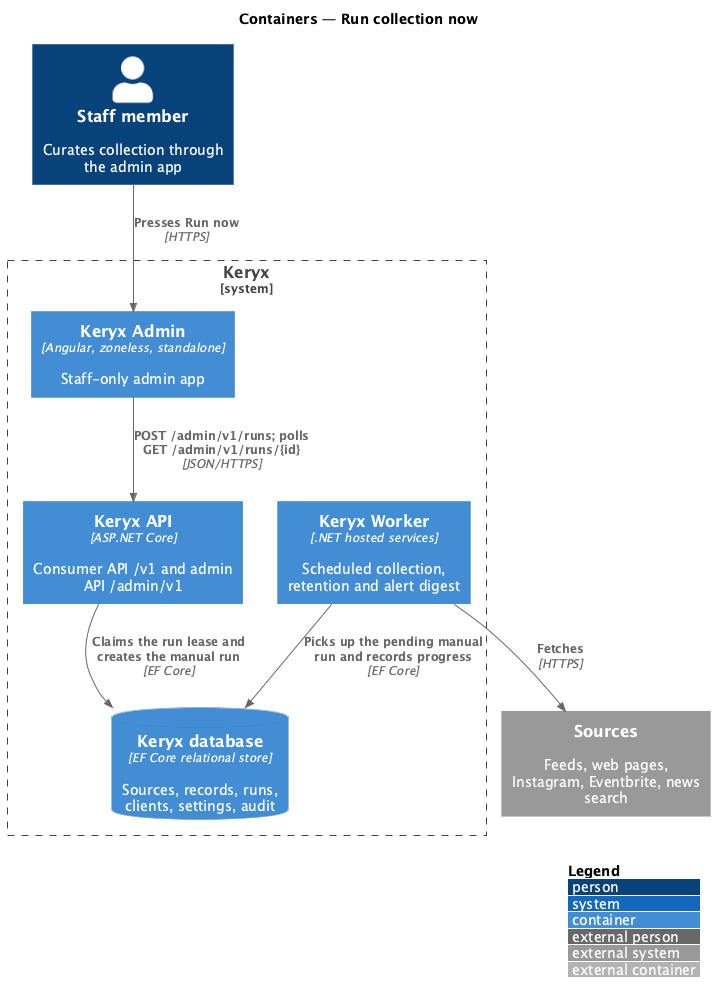 Containers — Run collection now
Staff member
Curates collection through
the admin app
Presses Run now
[HTTPS]
Keryx
[system]
Keryx Admin
[Angular, zoneless, standalone]
Staff-only admin app
POST /admin/v1/runs; polls
GET /admin/v1/runs/{id}
[JSON/HTTPS]
Keryx API
[ASP.NET Core]
Consumer API /v1 and admin
API /admin/v1
Keryx Worker
[.NET hosted services]
Scheduled collection,
retention and alert digest
Claims the run lease and
creates the manual run
[EF Core]
Picks up the pending manual
run and records progress
[EF Core]
Fetches
[HTTPS]
Keryx database
[EF Core relational store]
Sources, records, runs,
clients, settings, audit
Sources
Feeds, web pages,
Instagram, Eventbrite, news
search
Legend
person
system
container
external person
external system
external container